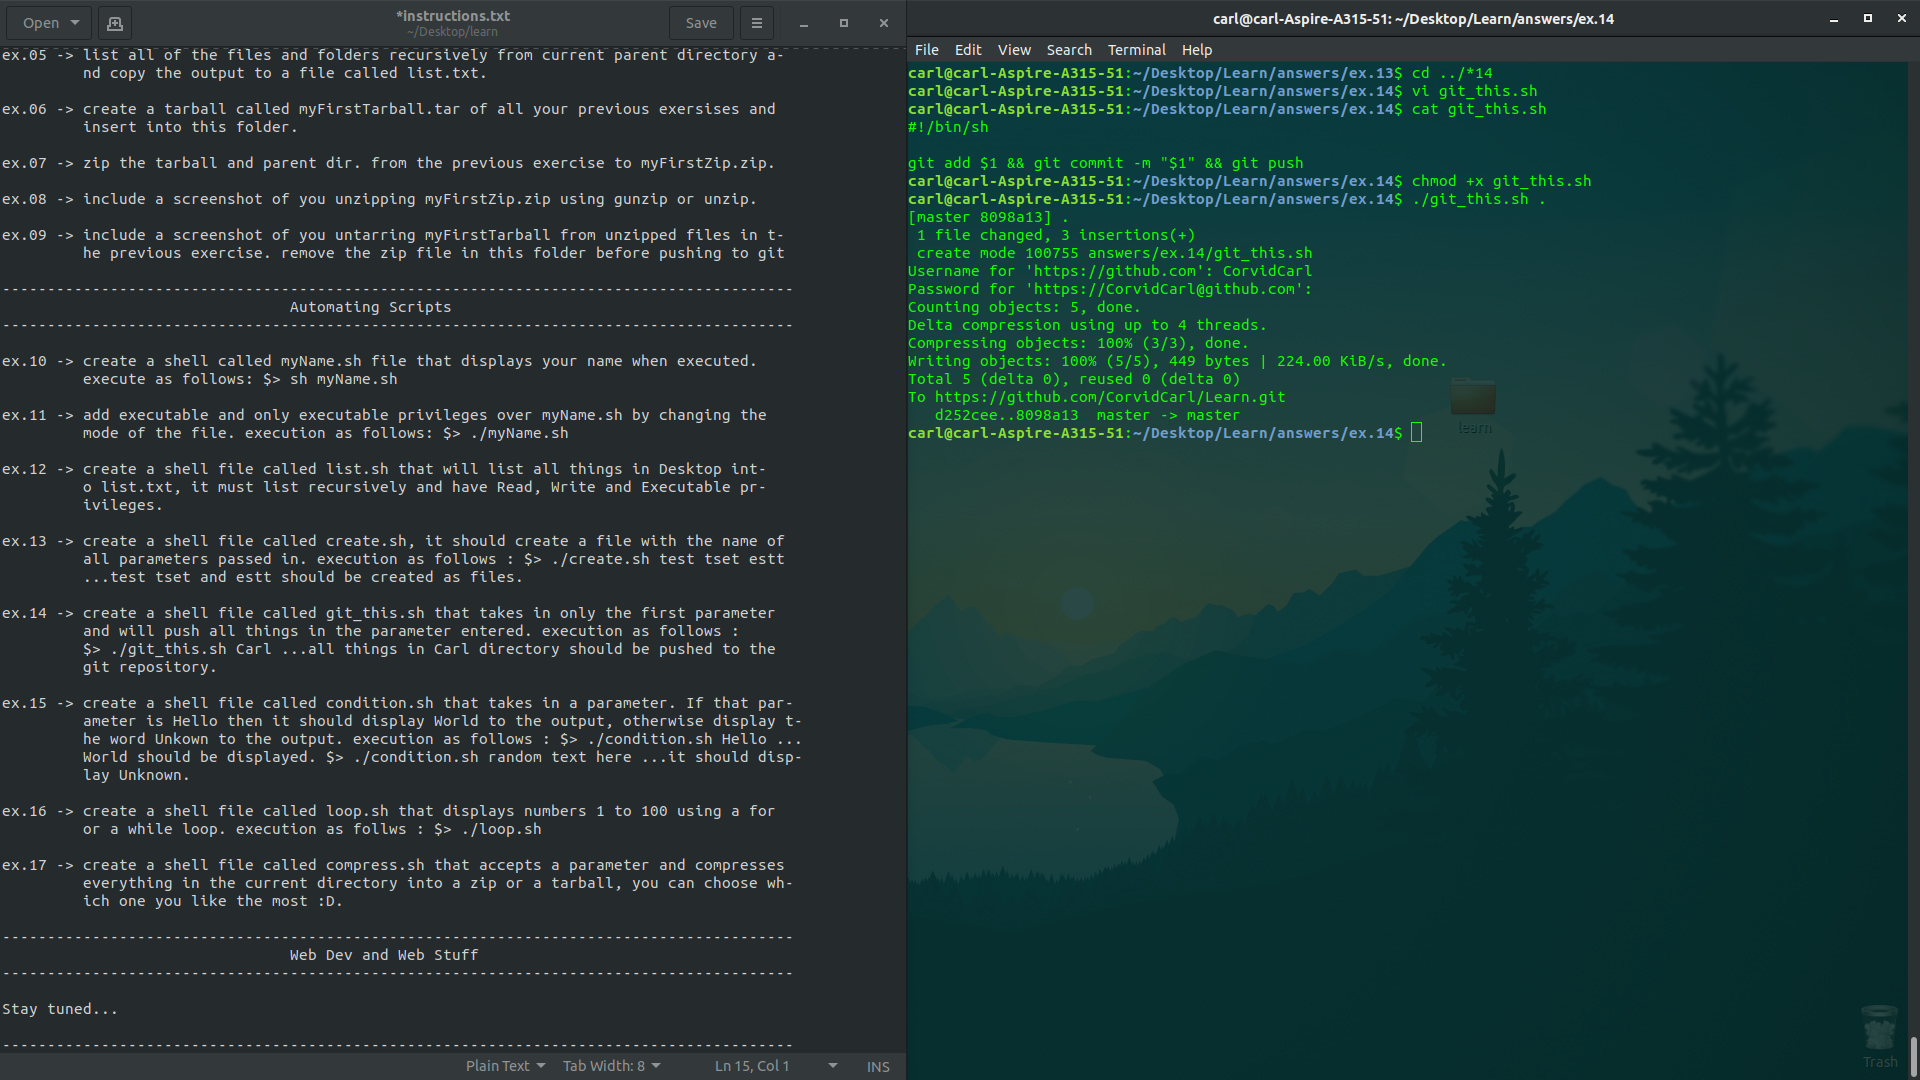 Open
*instructions.txt
~/Desktop/learn
Save
ex.05 -> list all of the files and folders recursively from current parent directory a-
nd copy the output to a file called list.txt.
ex.06 -> create a tarball called myFirstTarball.tar of all your previous exersises and
insert into this folder.
ex.07 -> zip the tarball and parent dir. from the previous exercise to myFirstZip.zip.
ex.08 -> include a screenshot of you unzipping myFirstZip.zip using gunzip or unzip.
ex.09 -> include a screenshot of you untarring myFirstTarball from unzipped files in t-
he previous exercise. remove the zip file in this folder before pushing to git
----------------------------------------------------------------------------------------
Automating Scripts
----------------------------------------------------------------------------------------
ex.10 -> create a shell called myName.sh file that displays your name when executed.
execute as follows: $> sh myName.sh
ex.11 -> add executable and only executable privileges over myName.sh by changing the
mode of the file. execution as follows: $> ./myName.sh
ex.12 -> create a shell file called list.sh that will list all things in Desktop int-
o list.txt, it must list recursively and have Read, Write and Executable pr-
ivileges.
ex.13 -> create a shell file called create.sh, it should create a file with the name of
all parameters passed in. execution as follows : $> ./create.sh test tset estt
...test tset and estt should be created as files.
ex.14 -> create a shell file called git_this.sh that takes in only the first parameter
and will push all things in the parameter entered. execution as follows :
$> ./git_this.sh Carl ...all things in Carl directory should be pushed to the
git repository.
ex.15 -> create a shell file called condition.sh that takes in a parameter. If that par-
ameter is Hello then it should display World to the output, otherwise display t-
he word Unkown to the output. execution as follows : $> ./condition.sh Hello ...
World should be displayed. $> ./condition.sh random text here ...it should disp-
lay Unknown.
ex.16 -> create a shell file called loop.sh that displays numbers 1 to 100 using a for
or a while loop. execution as follws : $> ./loop.sh
ex.17 -> create a shell file called compress.sh that accepts a parameter and compresses
everything in the current directory into a zip or a tarball, you can choose wh-
ich one you like the most :D.
----------------------------------------------------------------------------------------
Web Dev and Web Stuff
----------------------------------------------------------------------------------------
Stay tuned...
----------------------------------------------------------------------------------------
Plain Text Tab Width: 8 Ln 15, Col 1 INS
carl@carl-Aspire-A315-51: ~/Desktop/Learn/answers/ex.14
File Edit View Search Terminal Help
carl@carl-Aspire-A315-51:~/Desktop/Learn/answers/ex.13$ cd ../*14
carl@carl-Aspire-A315-51:~/Desktop/Learn/answers/ex.14$ vi git_this.sh
carl@carl-Aspire-A315-51:~/Desktop/Learn/answers/ex.14$ cat git_this.sh
#!/bin/sh
git add $1 && git commit -m "$1" && git push
carl@carl-Aspire-A315-51:~/Desktop/Learn/answers/ex.14$ chmod +x git_this.sh
carl@carl-Aspire-A315-51:~/Desktop/Learn/answers/ex.14$ ./git_this.sh .
[master 8098a13] .
1 file changed, 3 insertions(+)
create mode 100755 answers/ex.14/git_this.sh
Username for 'https://github.com': CorvidCarl
Password for 'https://CorvidCarl@github.com':
Counting objects: 5, done.
Delta compression using up to 4 threads.
Compressing objects: 100% (3/3), done.
Writing objects: 100% (5/5), 449 bytes | 224.00 KiB/s, done.
Total 5 (delta 0), reused 0 (delta 0)
To https://github.com/CorvidCarl/Learn.git
d252cee..8098a13 master -> master
carl@carl-Aspire-A315-51:~/Desktop/Learn/answers/ex.14$
learn
Trash